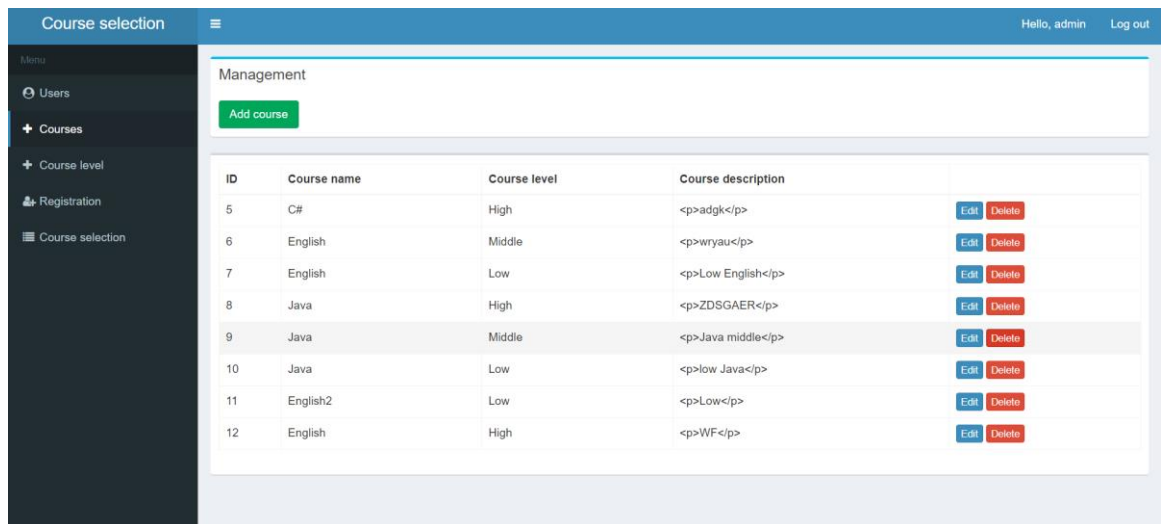 Course selection Hello, admin Log out
Menu
Users
Courses
Course level
Registration
Course selection
Management
Add course
ID Course name Course level Course description
5 C# High <p>adgk</p> Edit Delete
6 English Middle <p>wryau</p> Edit Delete
7 English Low <p>Low English</p> Edit Delete
8 Java High <p>ZDSGAER</p> Edit Delete
9 Java Middle <p>Java middle</p> Edit Delete
10 Java Low <p>low Java</p> Edit Delete
11 English2 Low <p>Low</p> Edit Delete
12 English High <p>WF</p> Edit Delete